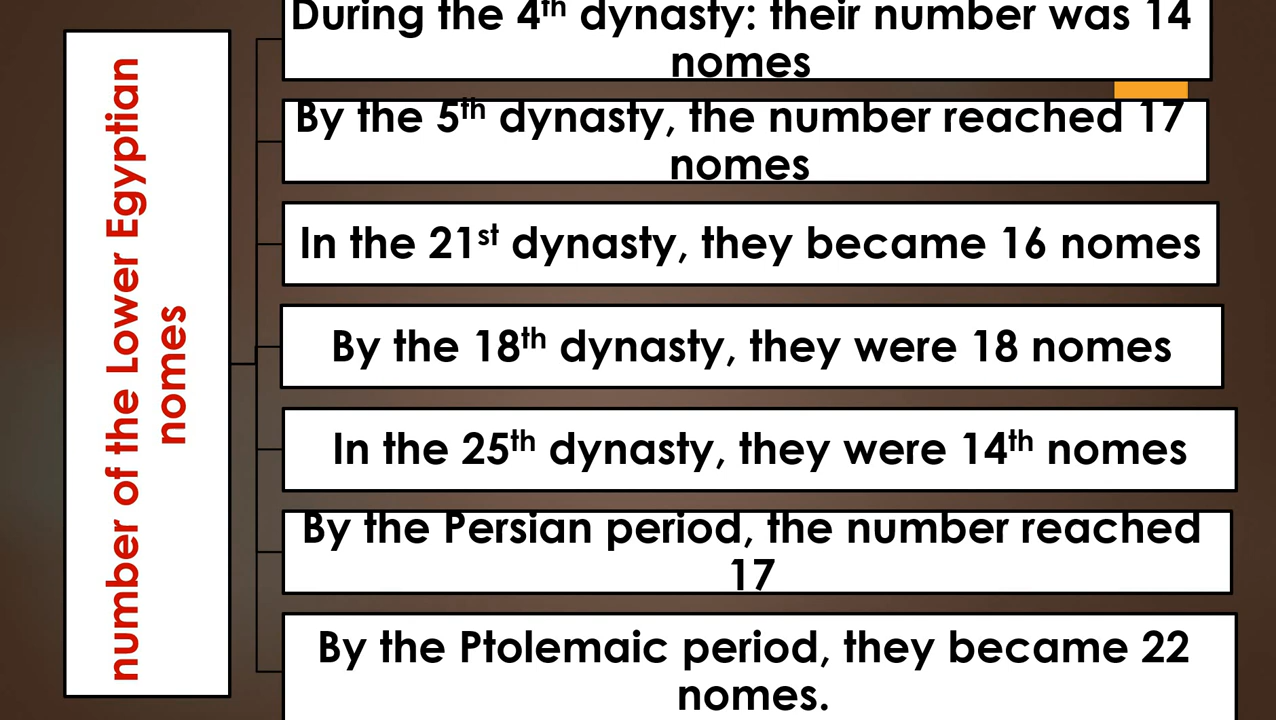 number of the Lower Egyptian
nomes
During the 4th dynasty: their number was 14
nomes
By the 5th dynasty, the number reached 17
nomes
In the 21st dynasty, they became 16 nomes
By the 18th dynasty, they were 18 nomes
In the 25th dynasty, they were 14th nomes
By the Persian period, the number reached
17
By the Ptolemaic period, they became 22
nomes.